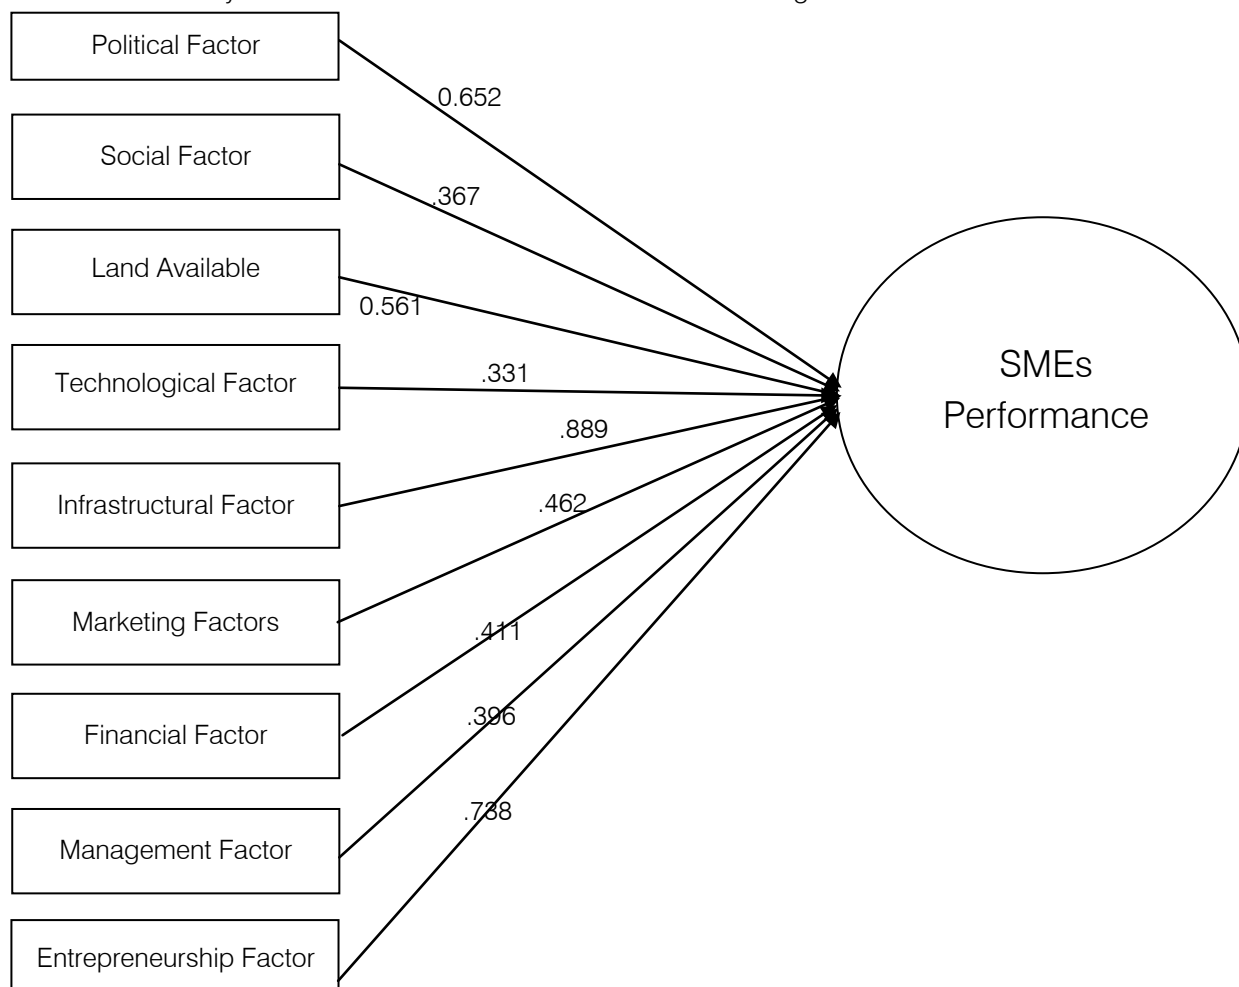 Political Factor
0.652
Social Factor
.367
Land Available
0.561
Technological Factor
.331
.889
Infrastructural Factor
.462
Marketing Factors
.411
Financial Factor
.396
Management Factor
.738
Entrepreneurship Factor
SMEs
Performance